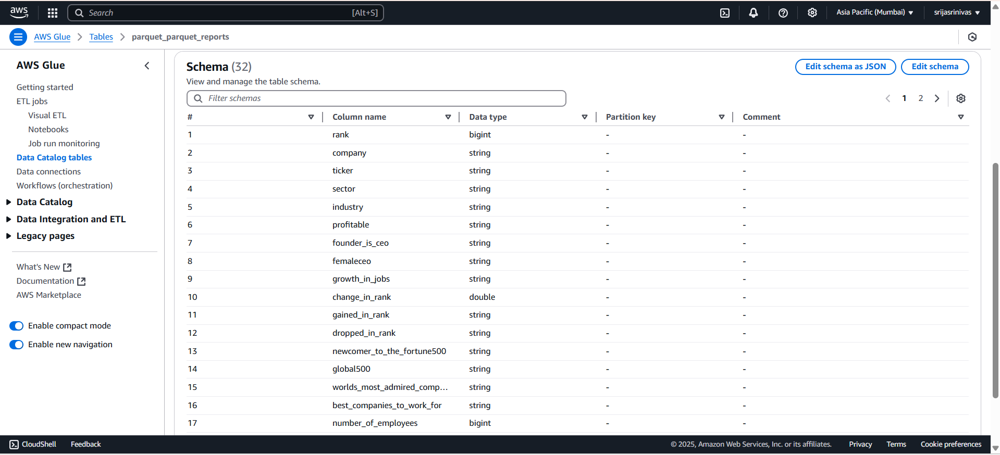 aws Search [Alt+S] Asia Pacific (Mumbai) srijasrinivas
AWS Glue Tables parquet_parquet_reports
AWS Glue
Getting started
ETL jobs
Visual ETL
Notebooks
Job run monitoring
Data Catalog tables
Data connections
Workflows (orchestration)
Data Catalog
Data Integration and ETL
Legacy pages
What's New
Documentation
AWS Marketplace
Enable compact mode
Enable new navigation
Schema (32) Edit schema as JSON Edit schema
View and manage the table schema.
Filter schemas 1 2
# Column name Data type Partition key Comment
1 rank bigint - -
2 company string - -
3 ticker string - -
4 sector string - -
5 industry string - -
6 profitable string - -
7 founder_is_ceo string - -
8 femaleceo string - -
9 growth_in_jobs string - -
10 change_in_rank double - -
11 gained_in_rank string - -
12 dropped_in_rank string - -
13 newcomer_to_the_fortune500 string - -
14 global500 string - -
15 worlds_most_admired_comp... string - -
16 best_companies_to_work_for string - -
17 number_of_employees bigint - -
CloudShell Feedback © 2025, Amazon Web Services, Inc. or its affiliates. Privacy Terms Cookie preferences